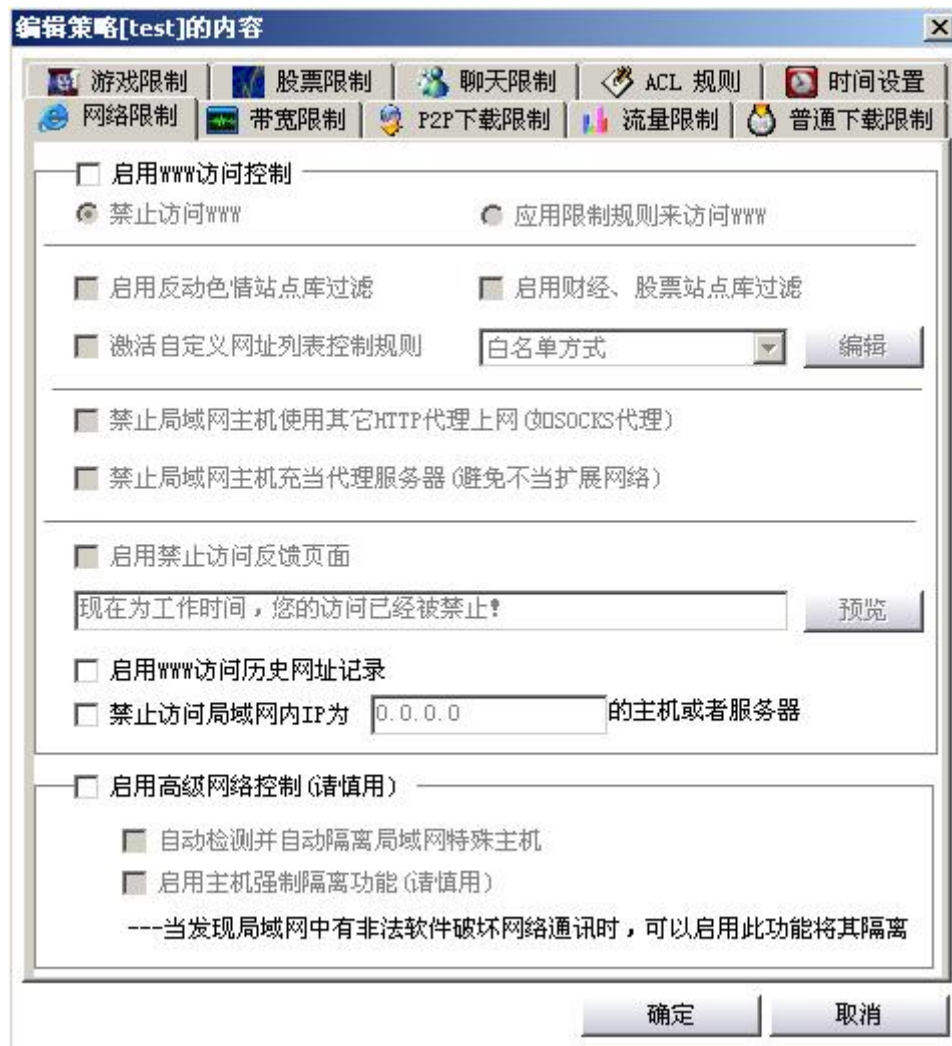 编辑策略[test]的内容
游戏限制 股票限制 聊天限制 ACL 规则 时间设置
网络限制 带宽限制 P2P下载限制 流量限制 普通下载限制
启用WWW访问控制
禁止访问WWW 应用限制规则来访问WWW
启用反动色情站点库过滤 启用财经、股票站点库过滤
激活自定义网址列表控制规则 白名单方式 编辑
禁止局域网主机使用其它HTTP代理上网(如SOCKS代理)
禁止局域网主机充当代理服务器(避免不当扩展网络)
启用禁止访问反馈页面
现在为工作时间，您的访问已经被禁止! 预览
启用WWW访问历史网址记录
禁止访问局域网内IP为 0.0.0.0 的主机或者服务器
启用高级网络控制(请慎用)
自动检测并自动隔离局域网特殊主机
启用主机强制隔离功能(请慎用)
---当发现局域网中有非法软件破坏网络通讯时，可以启用此功能将其隔离
确定 取消